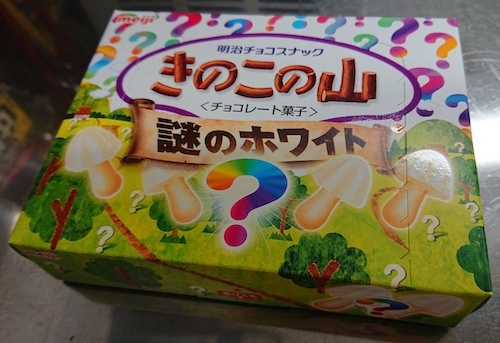 meiji
明治チョコスナック
きのこの山
〈チョコレート菓子〉
謎のホワイト
?